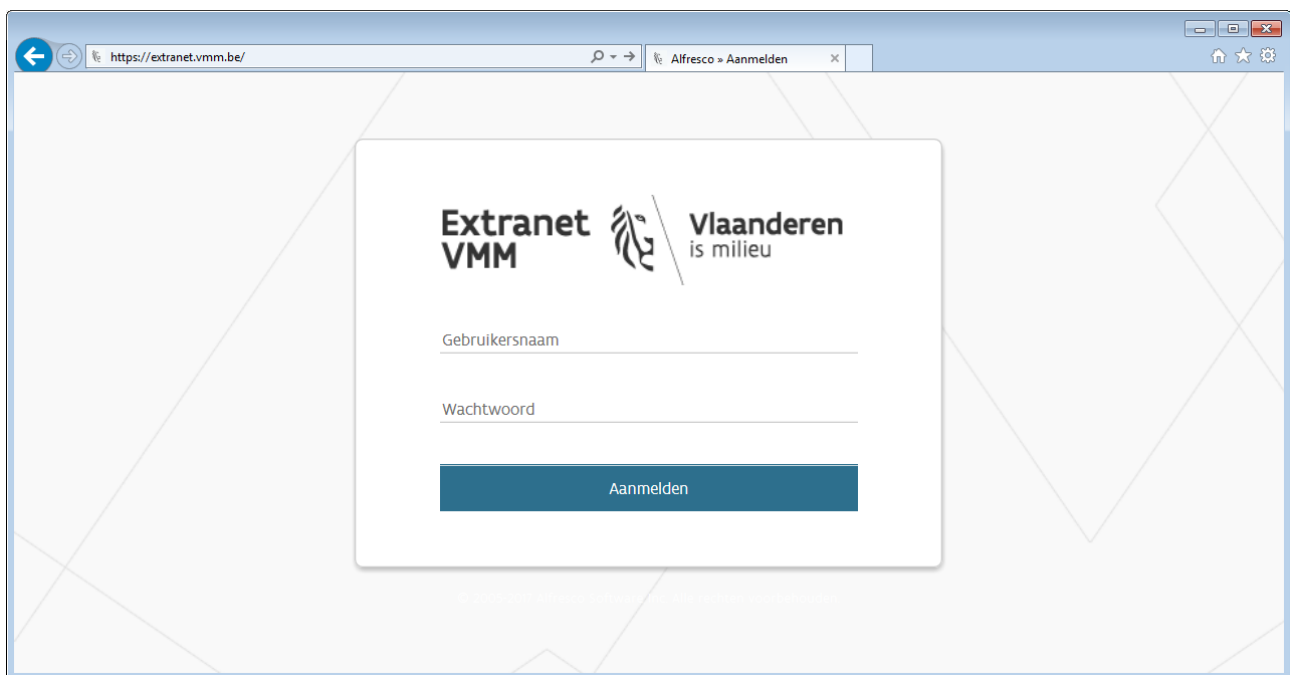 https://extranet.vmm.be/
Alfresco » Aanmelden
Extranet
VMM
Vlaanderen
is milieu
Gebruikersnaam
Wachtwoord
Aanmelden